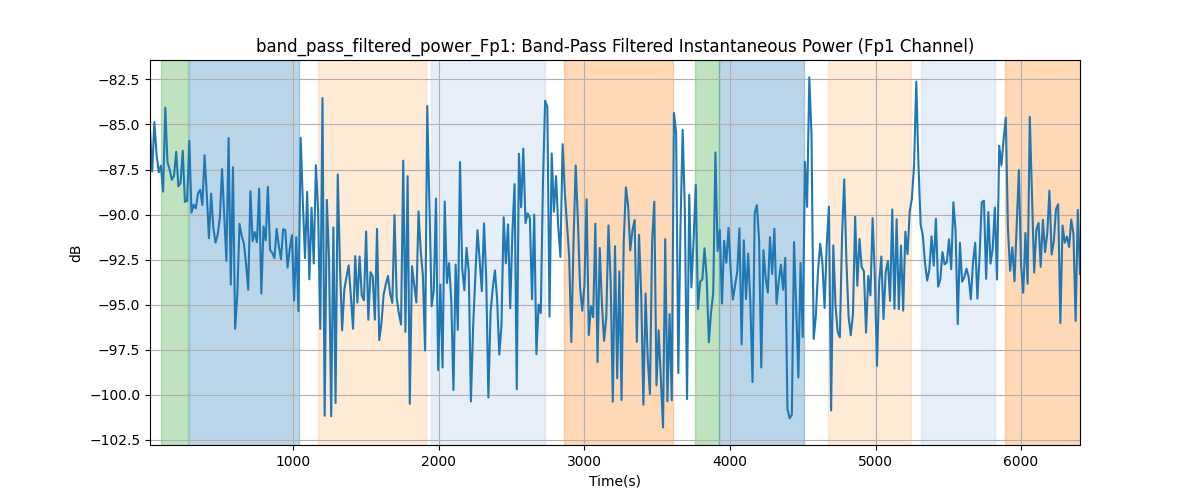 band_pass_filtered_power_Fp1: Band-Pass Filtered Instantaneous Power (Fp1 Channel)
−82.5
−85.0
−87.5
−90.0
−92.5
−95.0
−97.5
−100.0
−102.5
dB
1000 2000 3000 4000 5000 6000
Time(s)